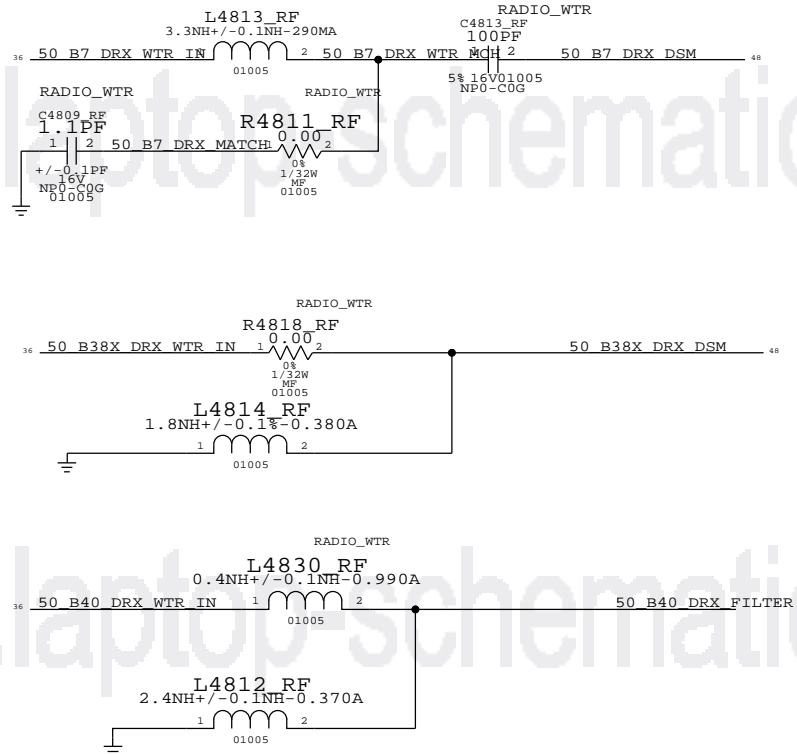 RADIO_WTR
L4813_RF
3.3NH+/-0.1NH-290MA
C4813_RF
100PF
36 50_B7_DRX_WTR_IN 1 2 50_B7_DRX_WTR_MCH 1 2 50_B7_DRX_DSM 48
01005
5% 16V01005
NP0-C0G
RADIO_WTR
RADIO_WTR
C4809_RF
1.1PF
R4811_RF
0.00
1 2 50_B7_DRX_MATCH 1 2
+/-0.1PF
16V
NP0-C0G
01005
0%
1/32W
MF
01005
RADIO_WTR
R4818_RF
0.00
36 50_B38X_DRX_WTR_IN 1 2 50_B38X_DRX_DSM 48
0%
1/32W
MF
01005
L4814_RF
1.8NH+/-0.1%-0.380A
1 2
01005
RADIO_WTR
L4830_RF
0.4NH+/-0.1NH-0.990A
36 50_B40_DRX_WTR_IN 1 2 50_B40_DRX_FILTER
01005
L4812_RF
2.4NH+/-0.1NH-0.370A
1 2
01005
laptop-schematic
laptop-schematic